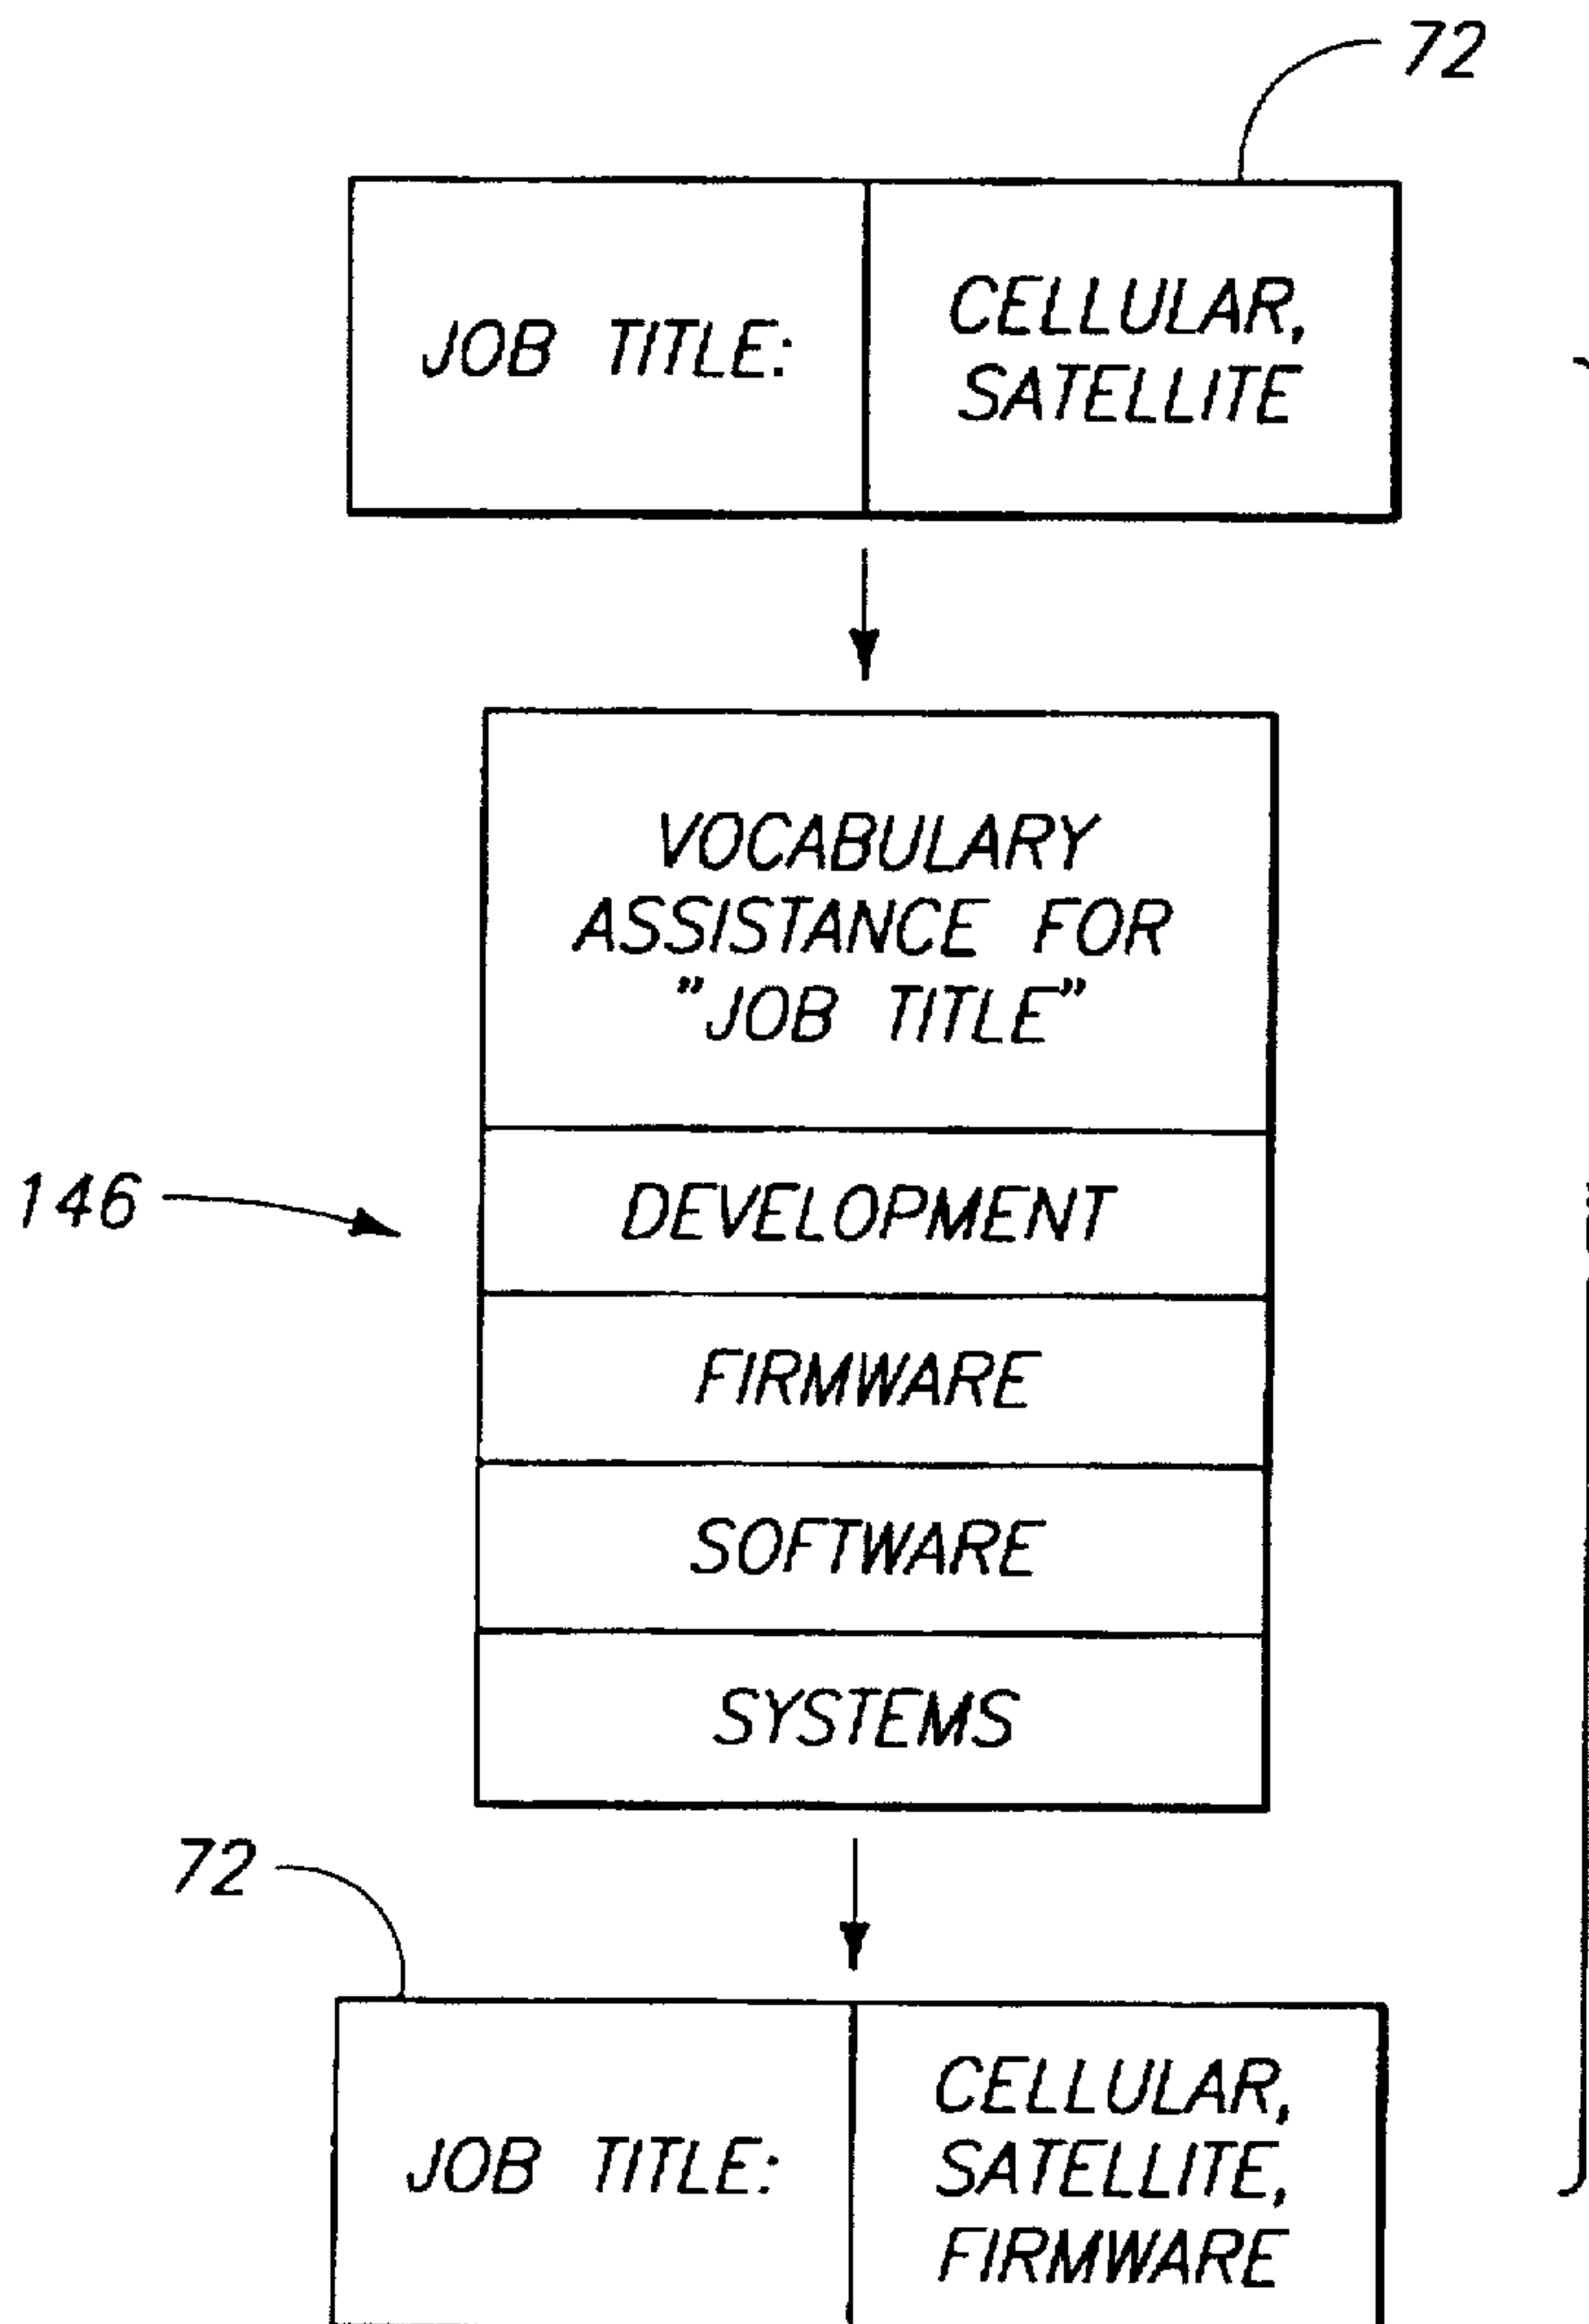 72
JOB TITLE:
CELLULAR,
SATELLITE
VOCABULARY
ASSISTANCE FOR
"JOB TITLE"
146
DEVELOPMENT
FIRMWARE
SOFTWARE
SYSTEMS
72
JOB TITLE:
CELLULAR,
SATELLITE,
FIRMWARE